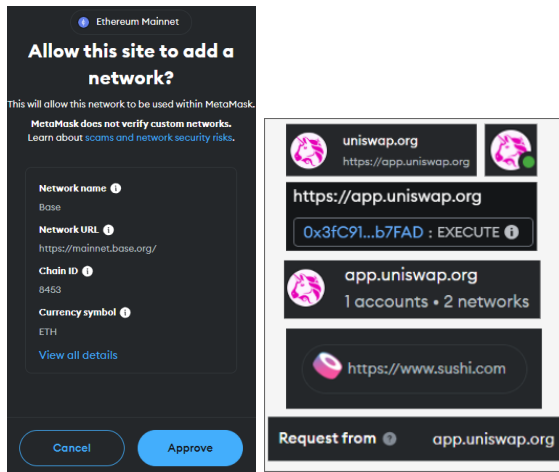 Ethereum Mainnet
Allow this site to add a
network?
This will allow this network to be used within MetaMask.
MetaMask does not verify custom networks.
Learn about scams and network security risks.
Network name
Base
Network URL
https://mainnet.base.org/
Chain ID
8453
Currency symbol
ETH
View all details
Cancel Approve
uniswap.org
https://app.uniswap.org
https://app.uniswap.org
0x3fC91...b7FAD : EXECUTE
app.uniswap.org
1 accounts • 2 networks
https://www.sushi.com
Request from app.uniswap.org